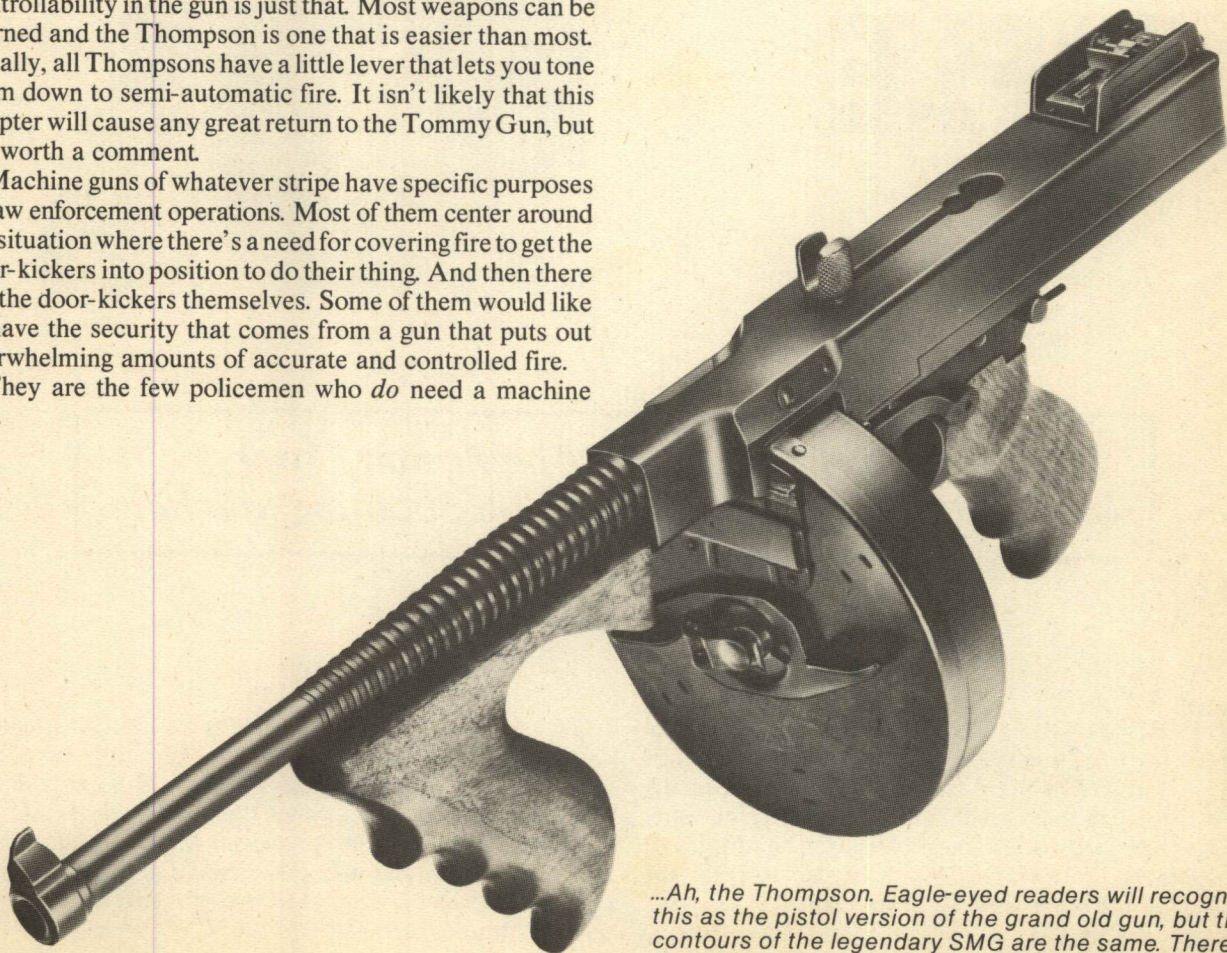 trollability in the gun is just that. Most weapons can be
rned and the Thompson is one that is easier than most.
ally, all Thompsons have a little lever that lets you tone
m down to semi-automatic fire. It isn't likely that this
pter will cause any great return to the Tommy Gun, but
worth a comment.
Machine guns of whatever stripe have specific purposes
aw enforcement operations. Most of them center around
situation where there's a need for covering fire to get the
r-kickers into position to do their thing. And then there
the door-kickers themselves. Some of them would like
ave the security that comes from a gun that puts out
rwhelming amounts of accurate and controlled fire.
They are the few policemen who do need a machine
...Ah, the Thompson. Eagle-eyed readers will recogn
this as the pistol version of the grand old gun, but th
contours of the legendary SMG are the same. There